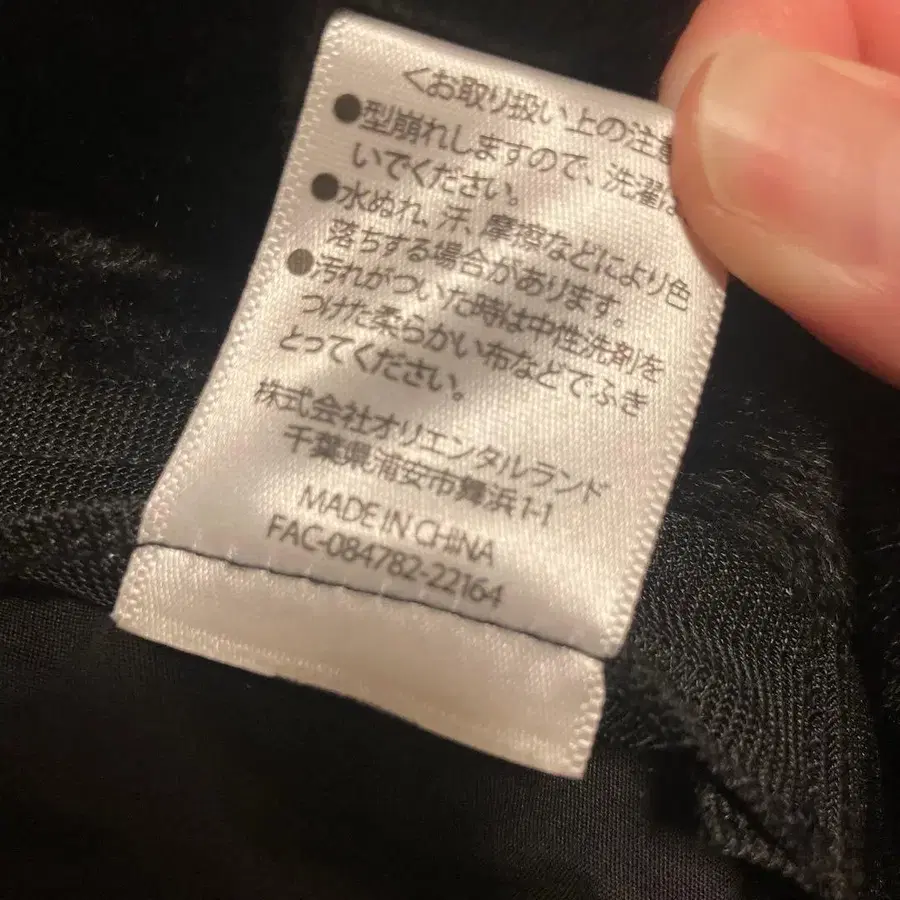 <お取り扱い上の注意
●型崩れしますので、洗濯は
いでください。
●水ぬれ、汗、摩擦などにより色
落ちする場合があります。
●汚れがついた時は中性洗剤を
つけた柔らかい布などでふき
とってください。
株式会社オリエンタルランド
千葉県浦安市舞浜1-1
MADE IN CHINA
FAC-084782-22164